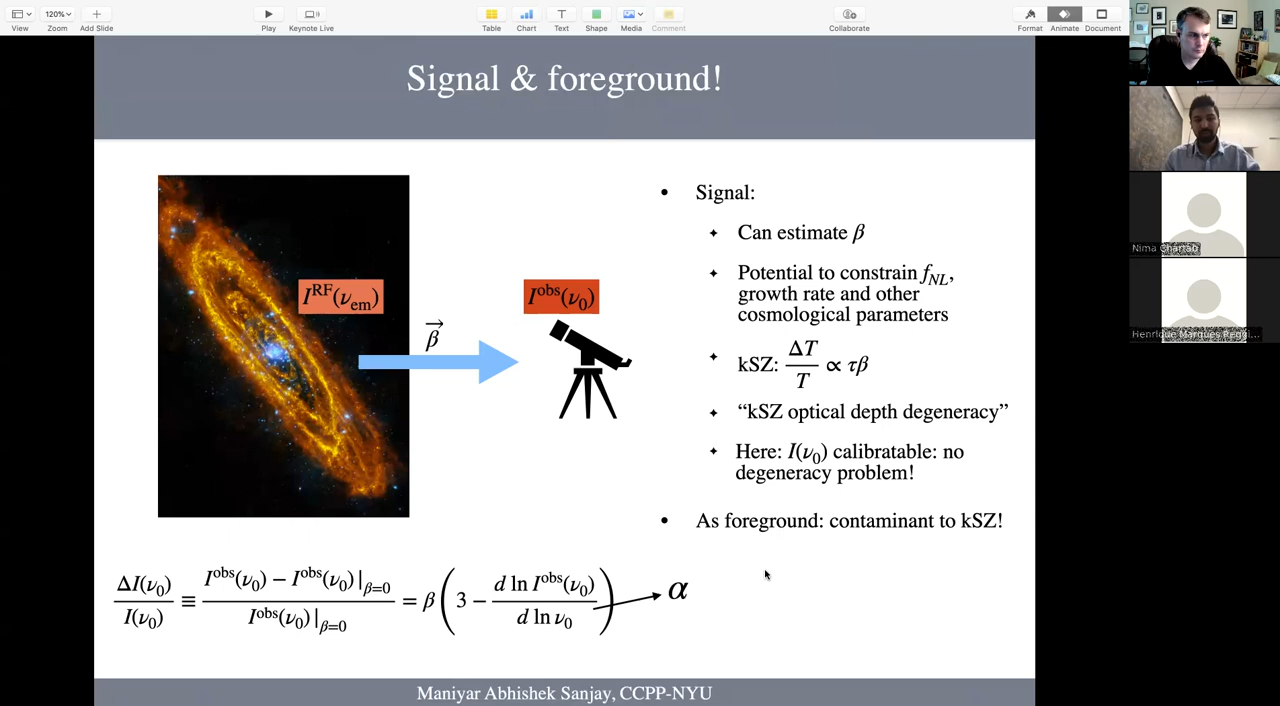 120%
View
Zoom
Add Slide
Play
Keynote Live
Table
Chart
Text
Shape
Media
Comment
Collaborate
Format
Animate
Document
Signal & foreground!
I^RF(ν_em)
β⃗
I^obs(ν_0)
• Signal:
Can estimate β
Potential to constrain f_NL,
growth rate and other
cosmological parameters
kSZ: ΔT/T ∝ τβ
“kSZ optical depth degeneracy”
Here: I(ν_0) calibratable: no
degeneracy problem!
• As foreground: contaminant to kSZ!
ΔI(ν_0)/I(ν_0) ≡ (I^obs(ν_0) − I^obs(ν_0)|_β=0)/(I^obs(ν_0)|_β=0) = β(3 − d ln I^obs(ν_0)/d ln ν_0) α
Maniyar Abhishek Sanjay, CCPP-NYU
Nima Chartab
Henrique Marques